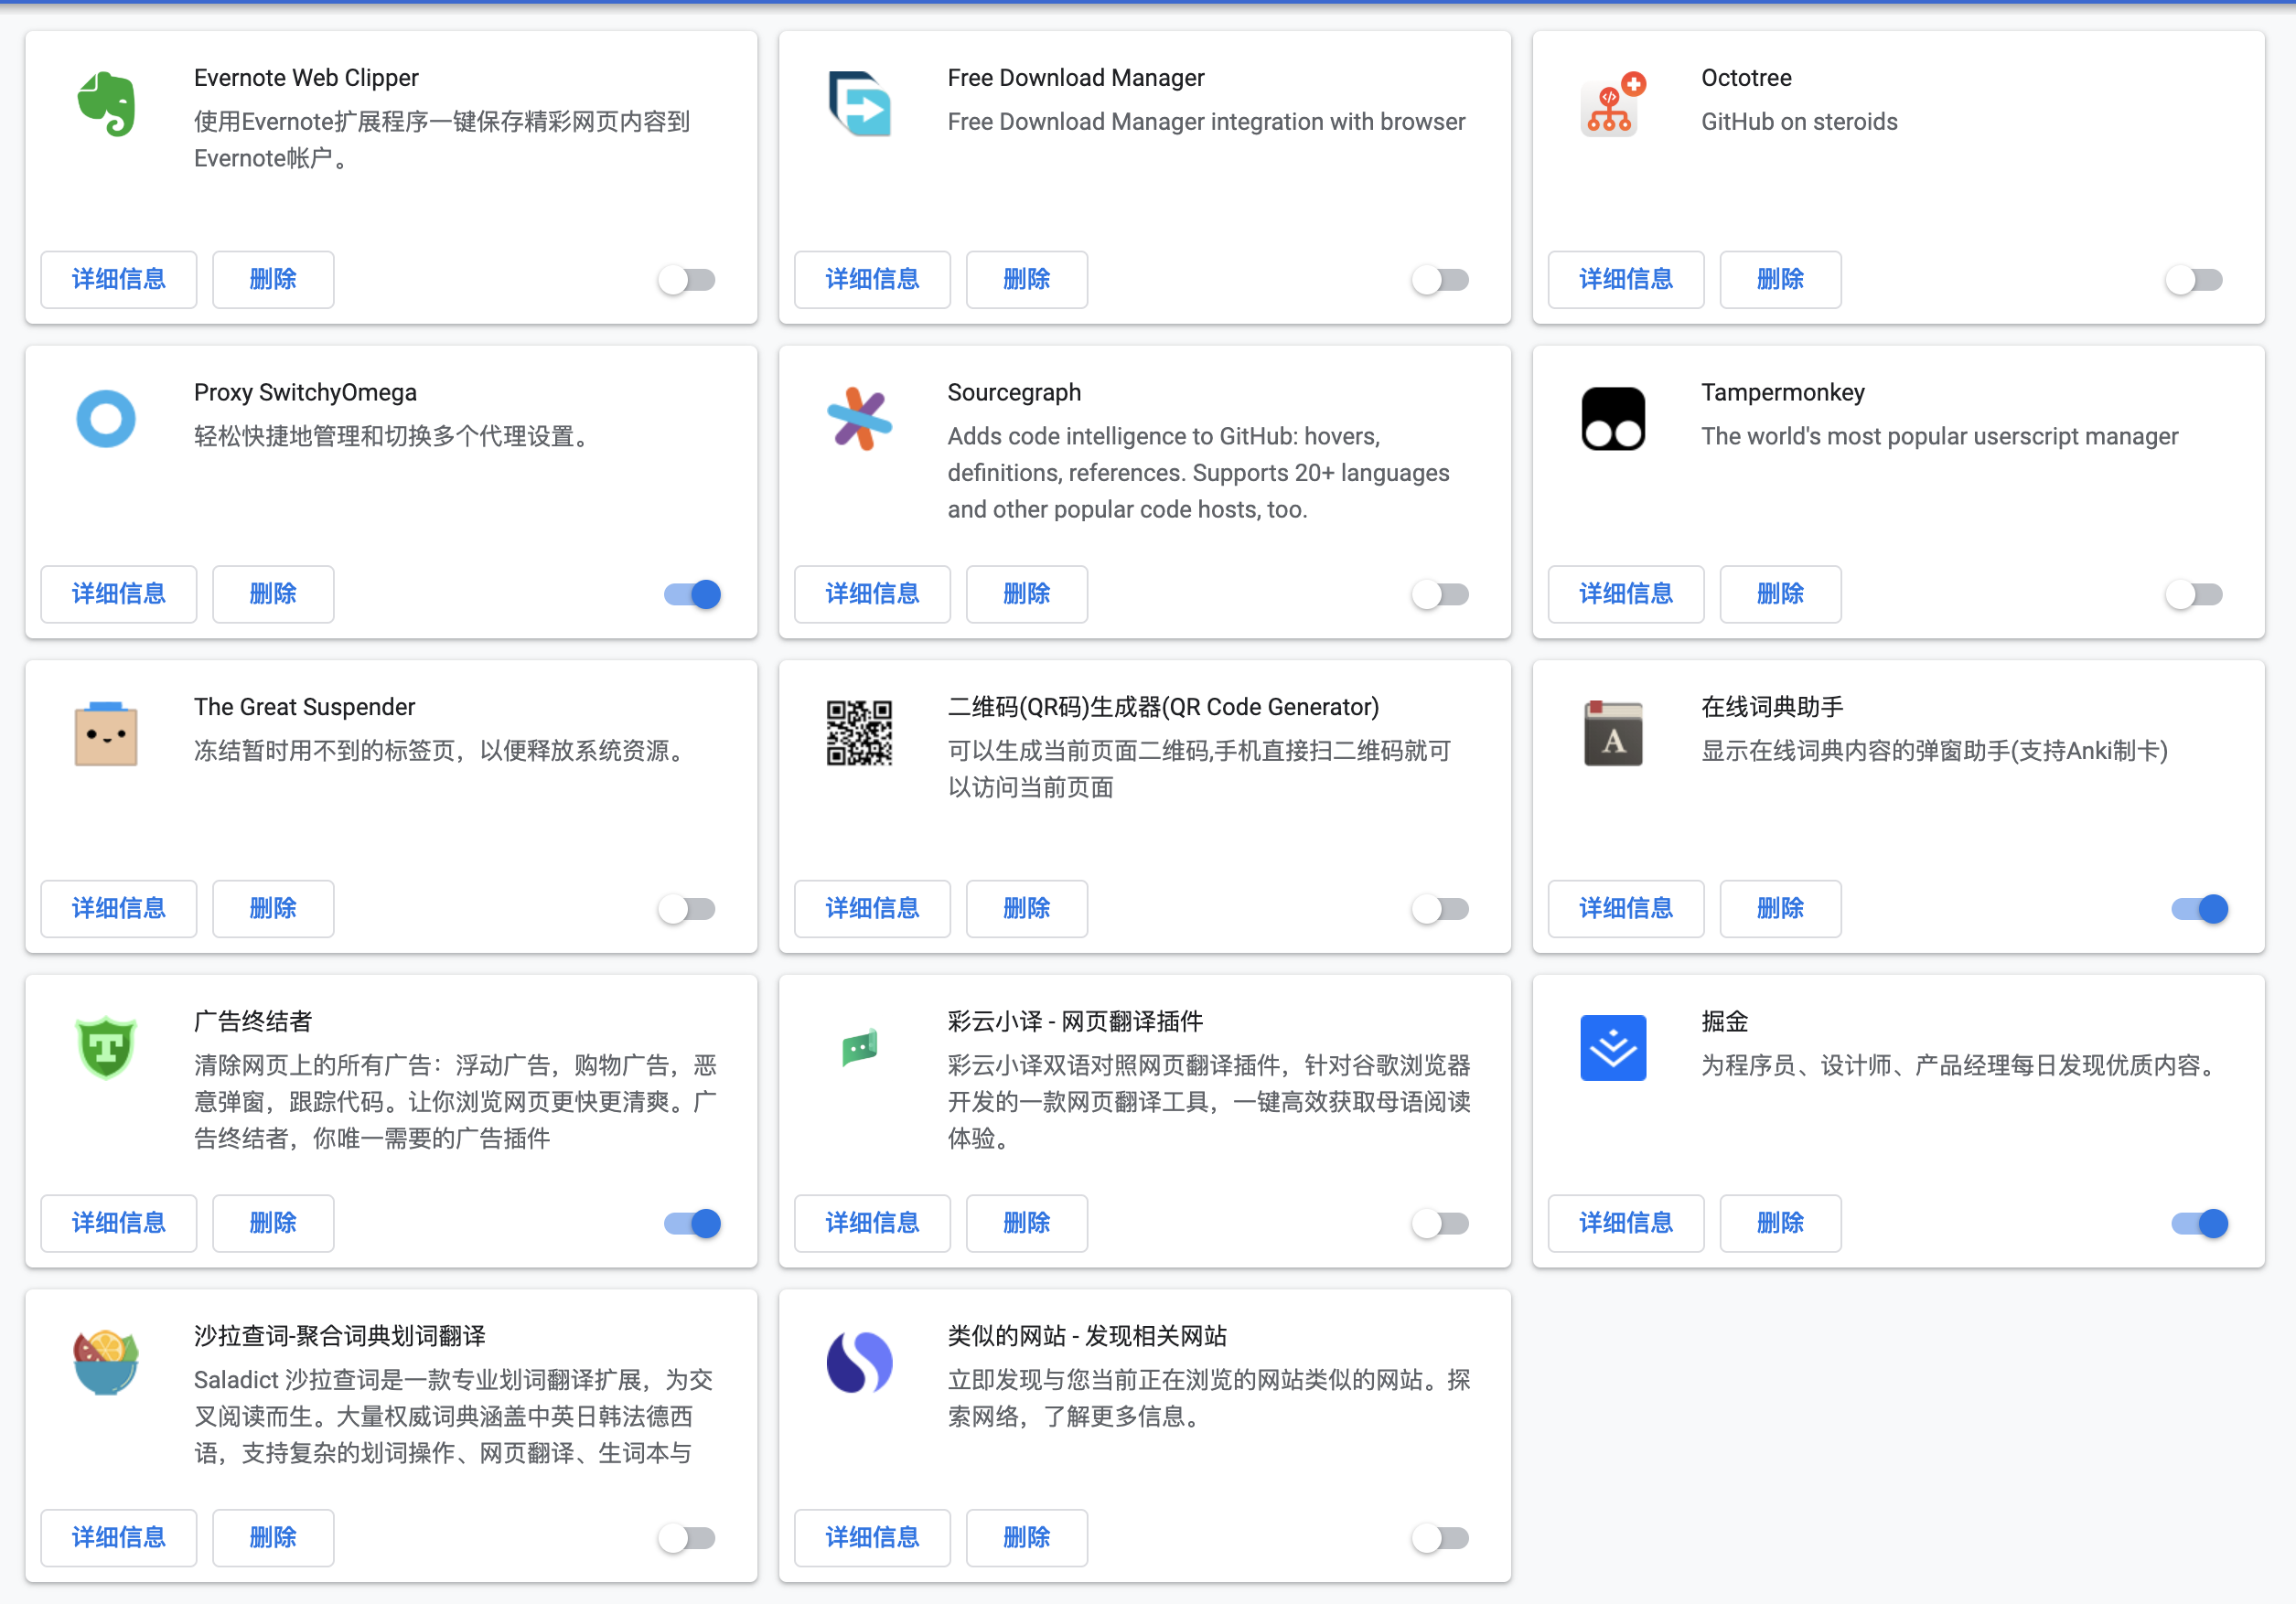 Evernote Web Clipper
使用Evernote扩展程序一键保存精彩网页内容到
Evernote帐户。
详细信息
删除
Free Download Manager
Free Download Manager integration with browser
详细信息
删除
Octotree
GitHub on steroids
详细信息
删除
Proxy SwitchyOmega
轻松快捷地管理和切换多个代理设置。
详细信息
删除
Sourcegraph
Adds code intelligence to GitHub: hovers,
definitions, references. Supports 20+ languages
and other popular code hosts, too.
详细信息
删除
Tampermonkey
The world's most popular userscript manager
详细信息
删除
The Great Suspender
冻结暂时用不到的标签页，以便释放系统资源。
详细信息
删除
二维码(QR码)生成器(QR Code Generator)
可以生成当前页面二维码,手机直接扫二维码就可
以访问当前页面
详细信息
删除
A
在线词典助手
显示在线词典内容的弹窗助手(支持Anki制卡)
详细信息
删除
T
广告终结者
清除网页上的所有广告：浮动广告，购物广告，恶
意弹窗，跟踪代码。让你浏览网页更快更清爽。广
告终结者，你唯一需要的广告插件
详细信息
删除
彩云小译 - 网页翻译插件
彩云小译双语对照网页翻译插件，针对谷歌浏览器
开发的一款网页翻译工具，一键高效获取母语阅读
体验。
详细信息
删除
掘金
为程序员、设计师、产品经理每日发现优质内容。
详细信息
删除
沙拉查词-聚合词典划词翻译
Saladict 沙拉查词是一款专业划词翻译扩展，为交
叉阅读而生。大量权威词典涵盖中英日韩法德西
语，支持复杂的划词操作、网页翻译、生词本与
详细信息
删除
类似的网站 - 发现相关网站
立即发现与您当前正在浏览的网站类似的网站。探
索网络，了解更多信息。
详细信息
删除